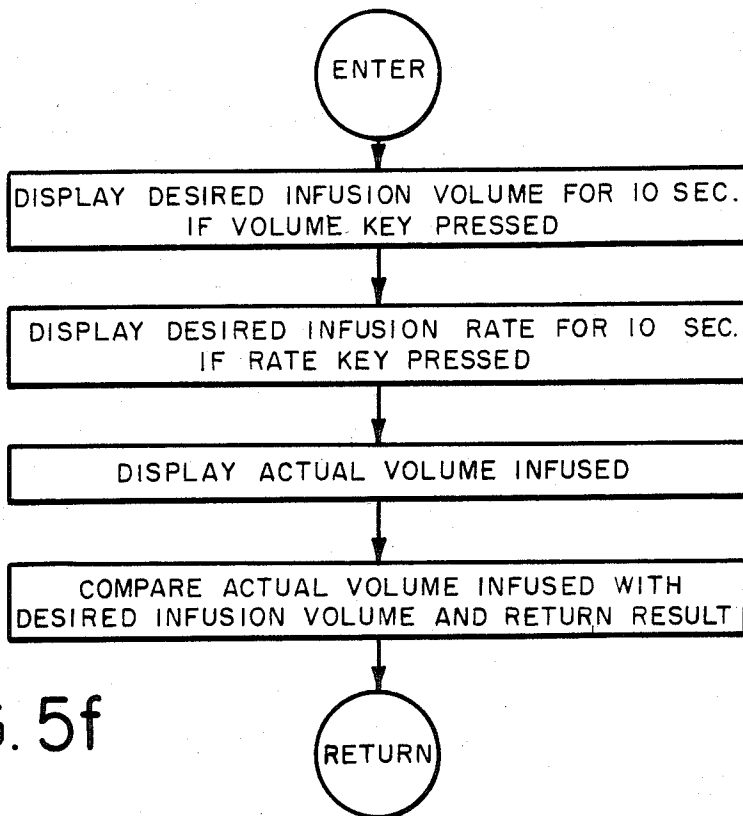 ENTER
DISPLAY DESIRED INFUSION VOLUME FOR 10 SEC.
IF VOLUME KEY PRESSED
DISPLAY DESIRED INFUSION RATE FOR 10 SEC.
IF RATE KEY PRESSED
DISPLAY ACTUAL VOLUME INFUSED
COMPARE ACTUAL VOLUME INFUSED WITH
DESIRED INFUSION VOLUME AND RETURN RESULT
RETURN
. 5f